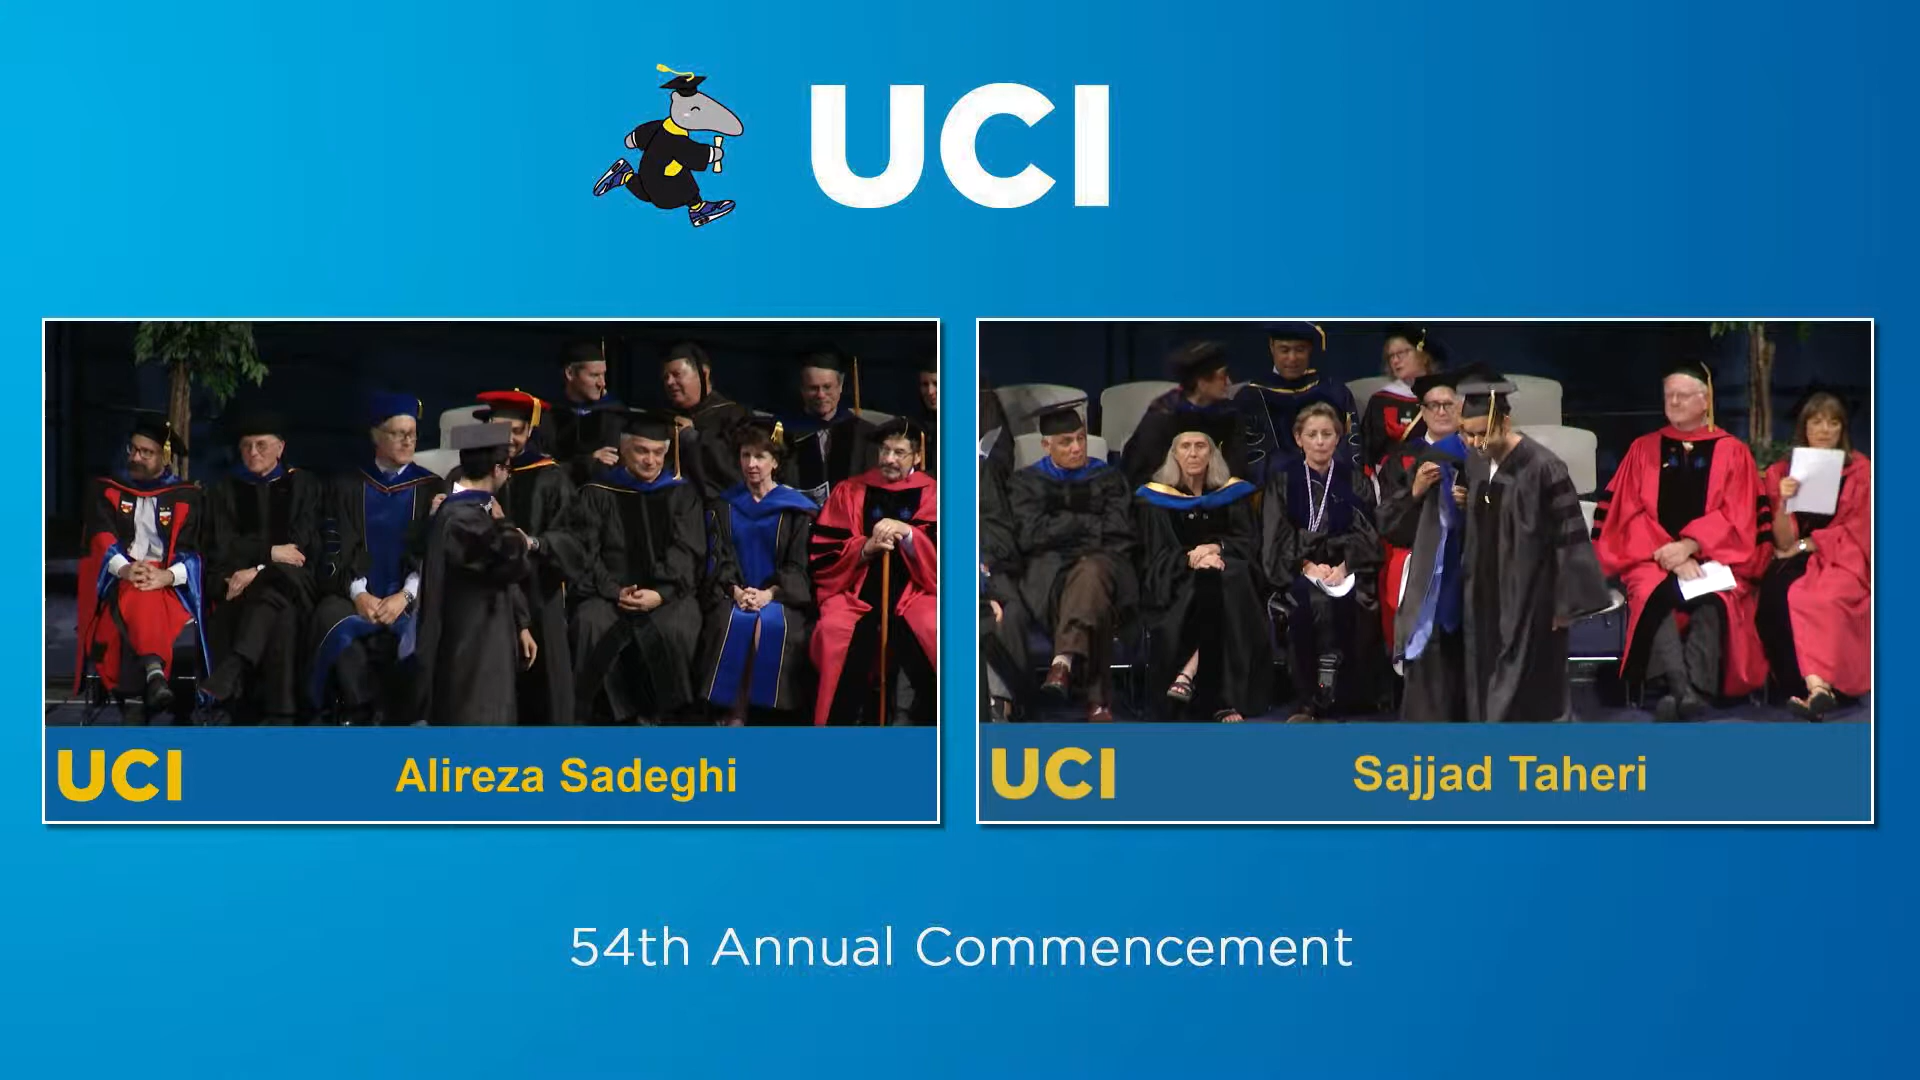 UCI
UCI
Alireza Sadeghi
UCI
Sajjad Taheri
54th Annual Commencement